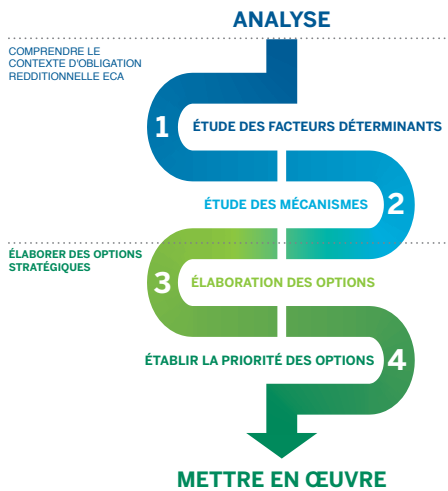 ANALYSE
COMPRENDRE LE
CONTEXTE D'OBLIGATION
REDDITIONNELLE ECA
1
ÉTUDE DES FACTEURS DÉTERMINANTS
ÉTUDE DES MÉCANISMES
2
ÉLABORER DES OPTIONS
STRATÉGIQUES
3
ÉLABORATION DES OPTIONS
ÉTABLIR LA PRIORITÉ DES OPTIONS
4
METTRE EN ŒUVRE